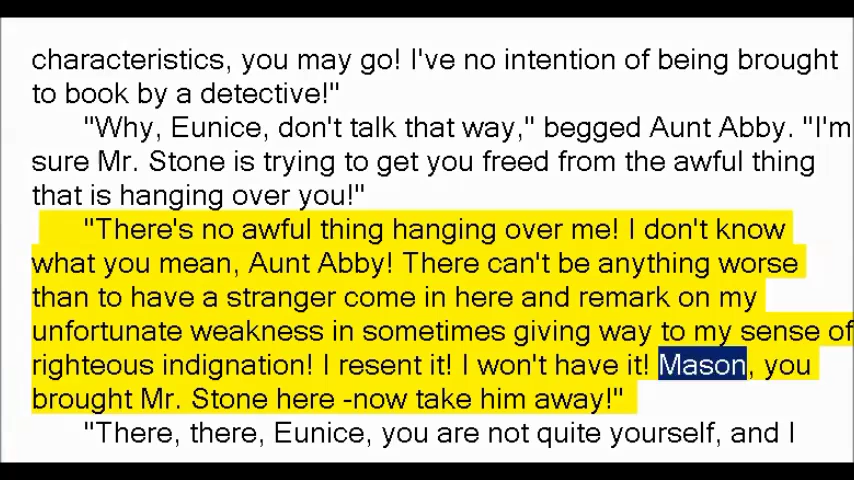 characteristics, you may go! I've no intention of being brought
to book by a detective!"
"Why, Eunice, don't talk that way," begged Aunt Abby. "I'm
sure Mr. Stone is trying to get you freed from the awful thing
that is hanging over you!"
"There's no awful thing hanging over me! I don't know
what you mean, Aunt Abby! There can't be anything worse
than to have a stranger come in here and remark on my
unfortunate weakness in sometimes giving way to my sense of
righteous indignation! I resent it! I won't have it! Mason, you
brought Mr. Stone here -now take him away!"
"There, there, Eunice, you are not quite yourself, and I